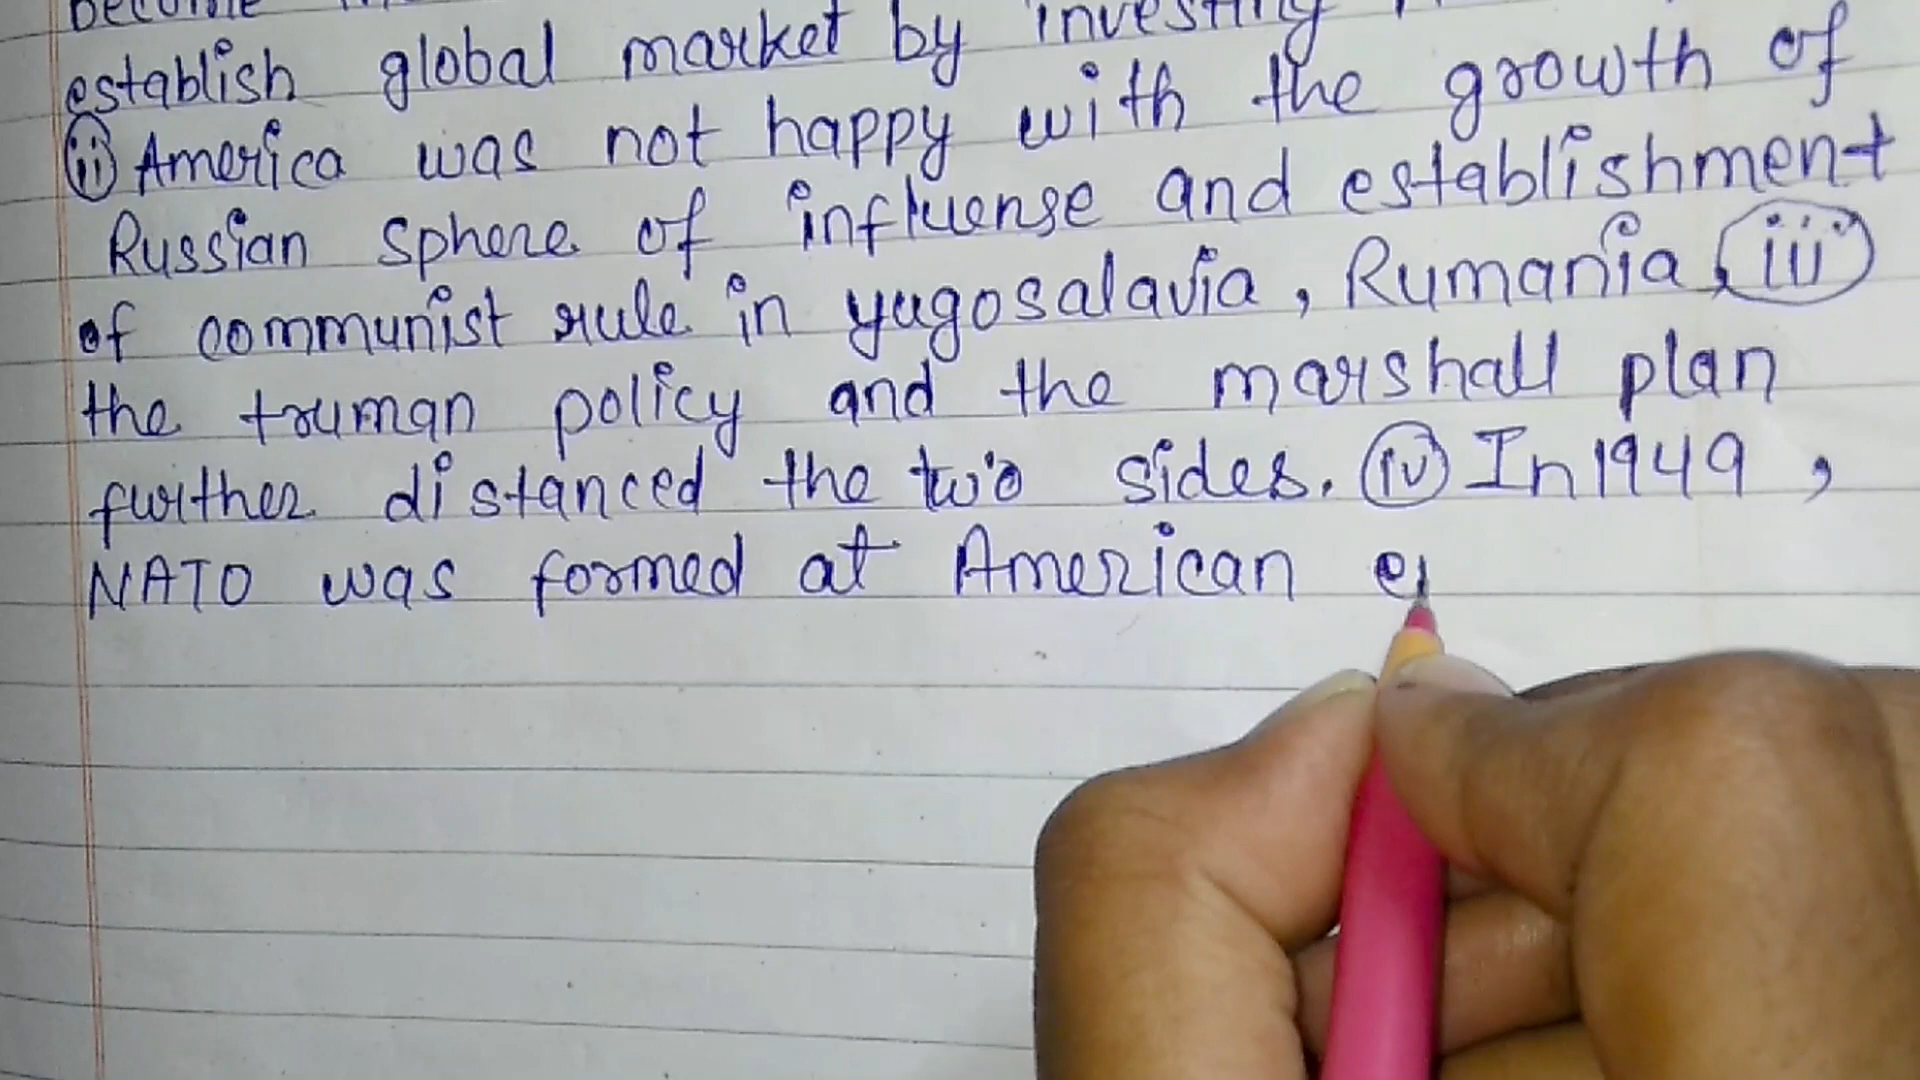 become
establish global market by investing
(ii) America was not happy with the growth of
Russian sphere of influense and establishment
of communist rule in yugosalavia, Rumania, (iii)
the truman policy and the marshall plan
further distanced the two sides. (iv) In 1949,
NATO was formed at American